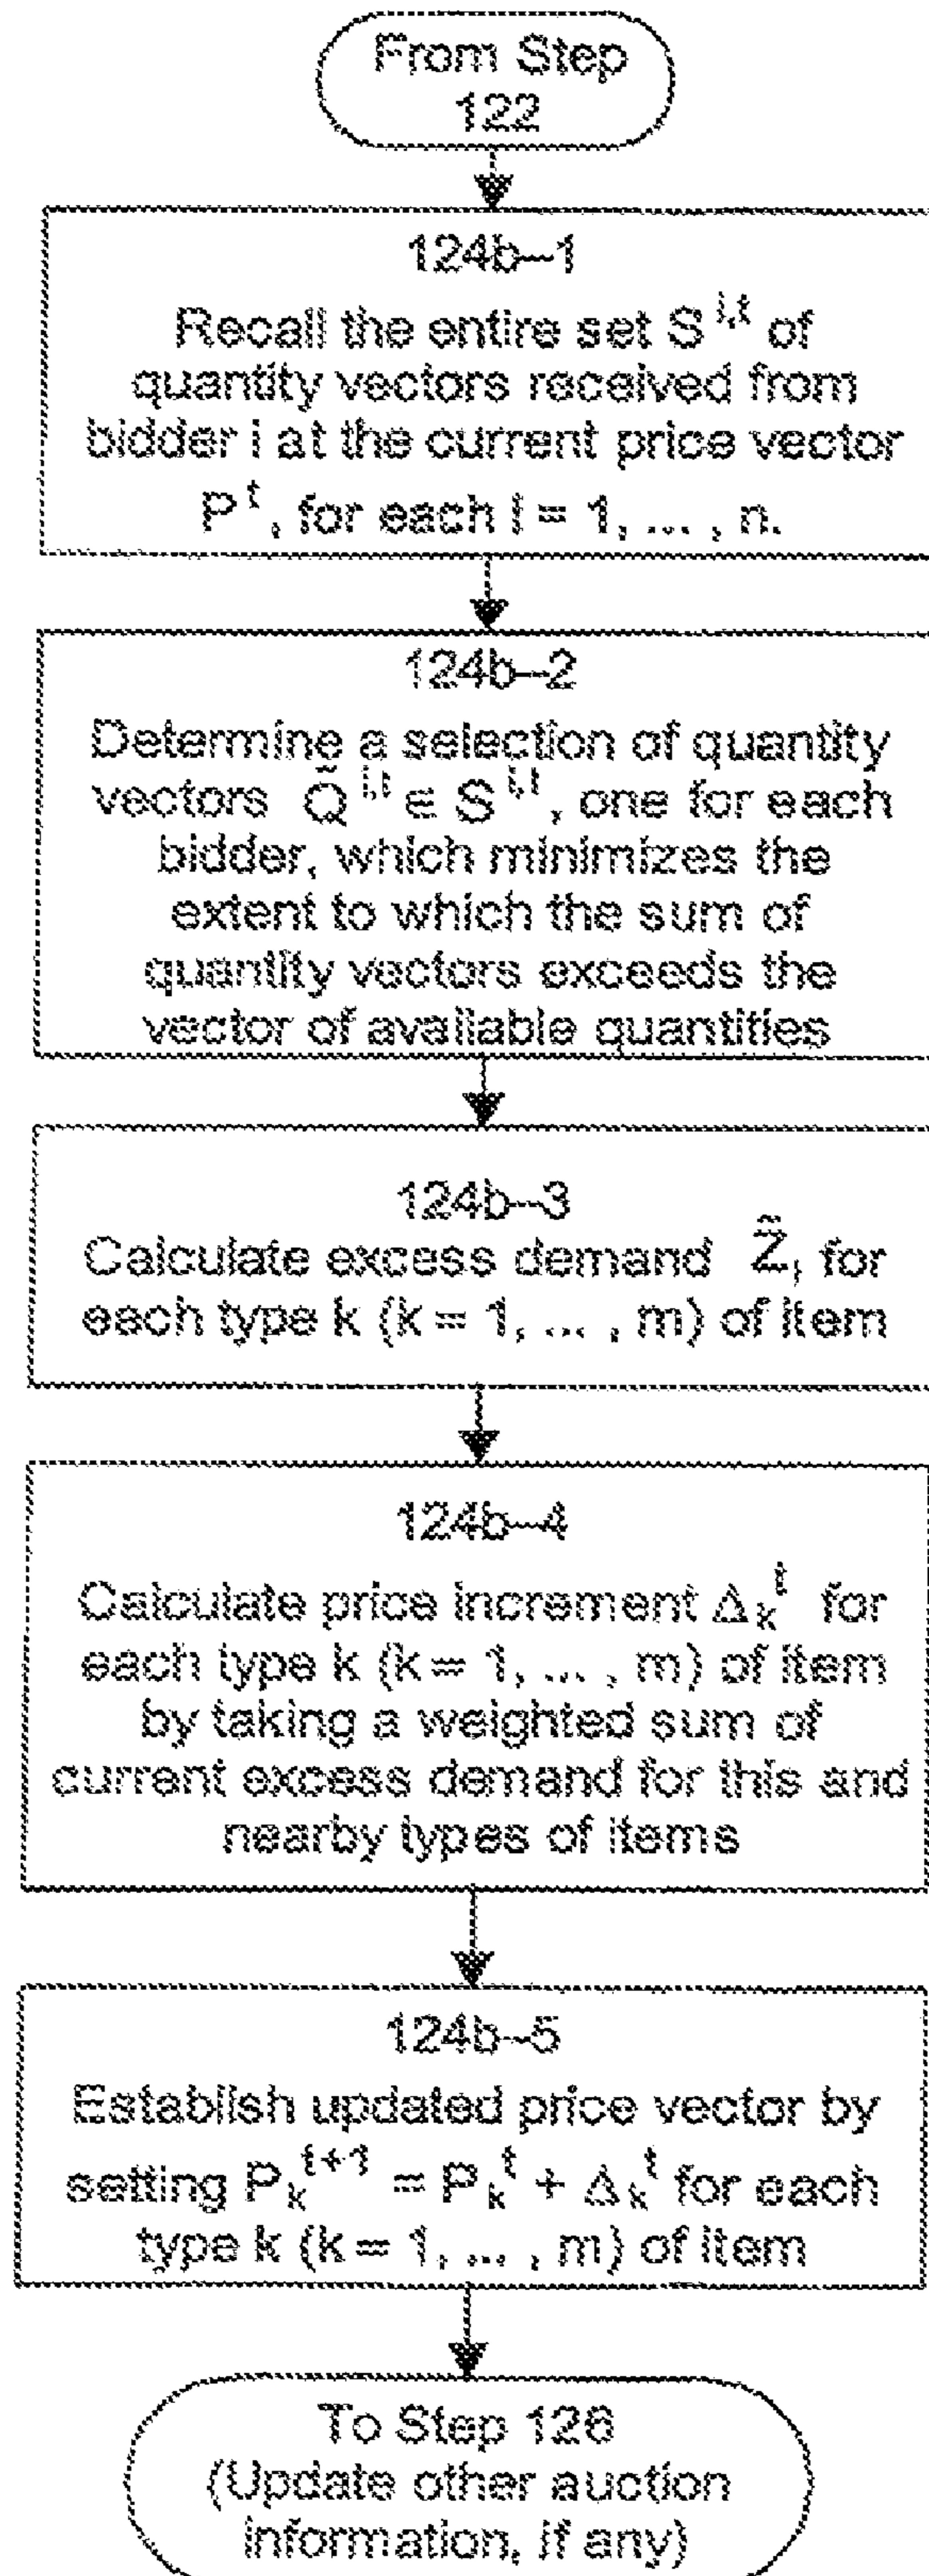 From Step
122
124b–1
Recall the entire set S^{i,t} of
quantity vectors received from
bidder i at the current price vector
P^t, for each i = 1, ... , n.
124b–2
Determine a selection of quantity
vectors Q̃^{i,t} ∈ S^{i,t}, one for each
bidder, which minimizes the
extent to which the sum of
quantity vectors exceeds the
vector of available quantities
124b–3
Calculate excess demand Z̃, for
each type k (k = 1, ... , m) of item
124b–4
Calculate price increment Δ_k^t for
each type k (k = 1, ... , m) of item
by taking a weighted sum of
current excess demand for this and
nearby types of items
124b–5
Establish updated price vector by
setting P_k^{t+1} = P_k^t + Δ_k^t for each
type k (k = 1, ... , m) of item
To Step 126
(Update other auction
information, if any)